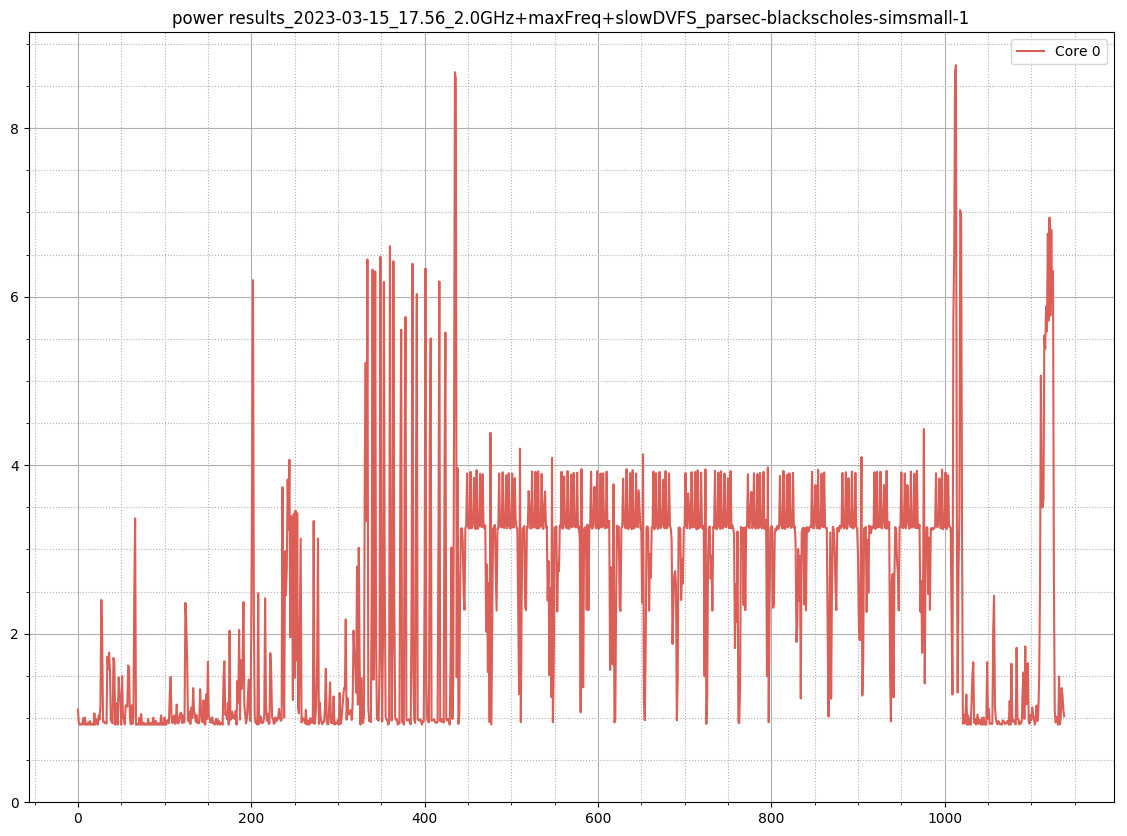 power results_2023-03-15_17.56_2.0GHz+maxFreq+slowDVFS_parsec-blackscholes-simsmall-1
Core 0
8
6
4
2
0
0 200 400 600 800 1000